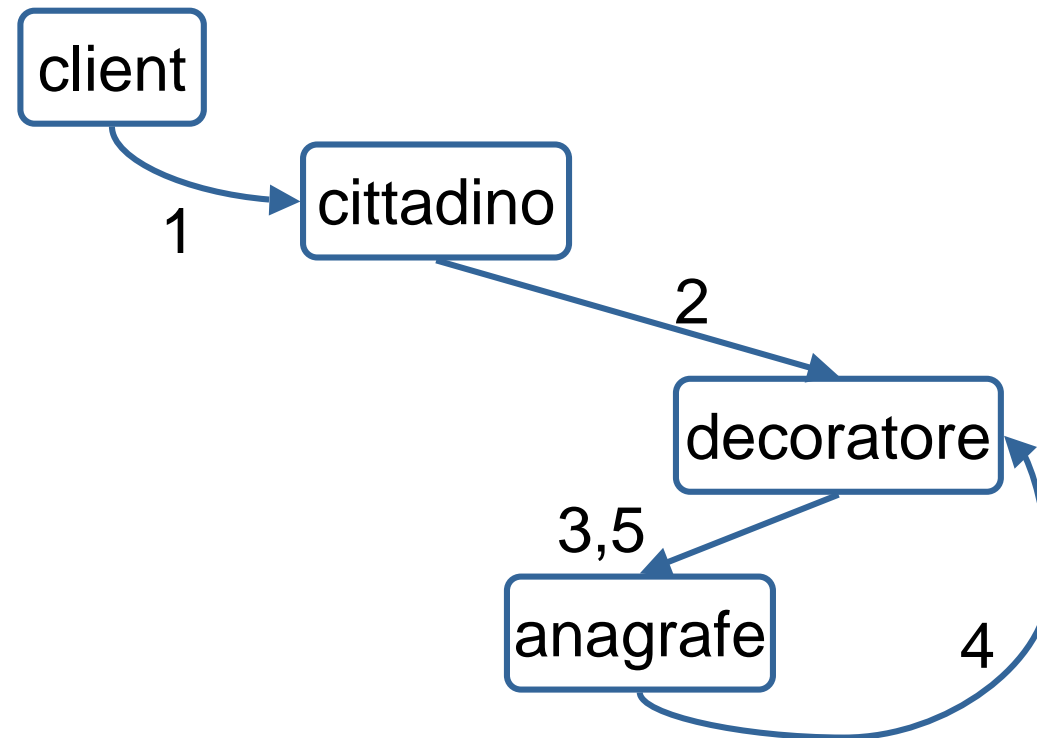 client
1
cittadino
2
decoratore
3,5
anagrafe
4